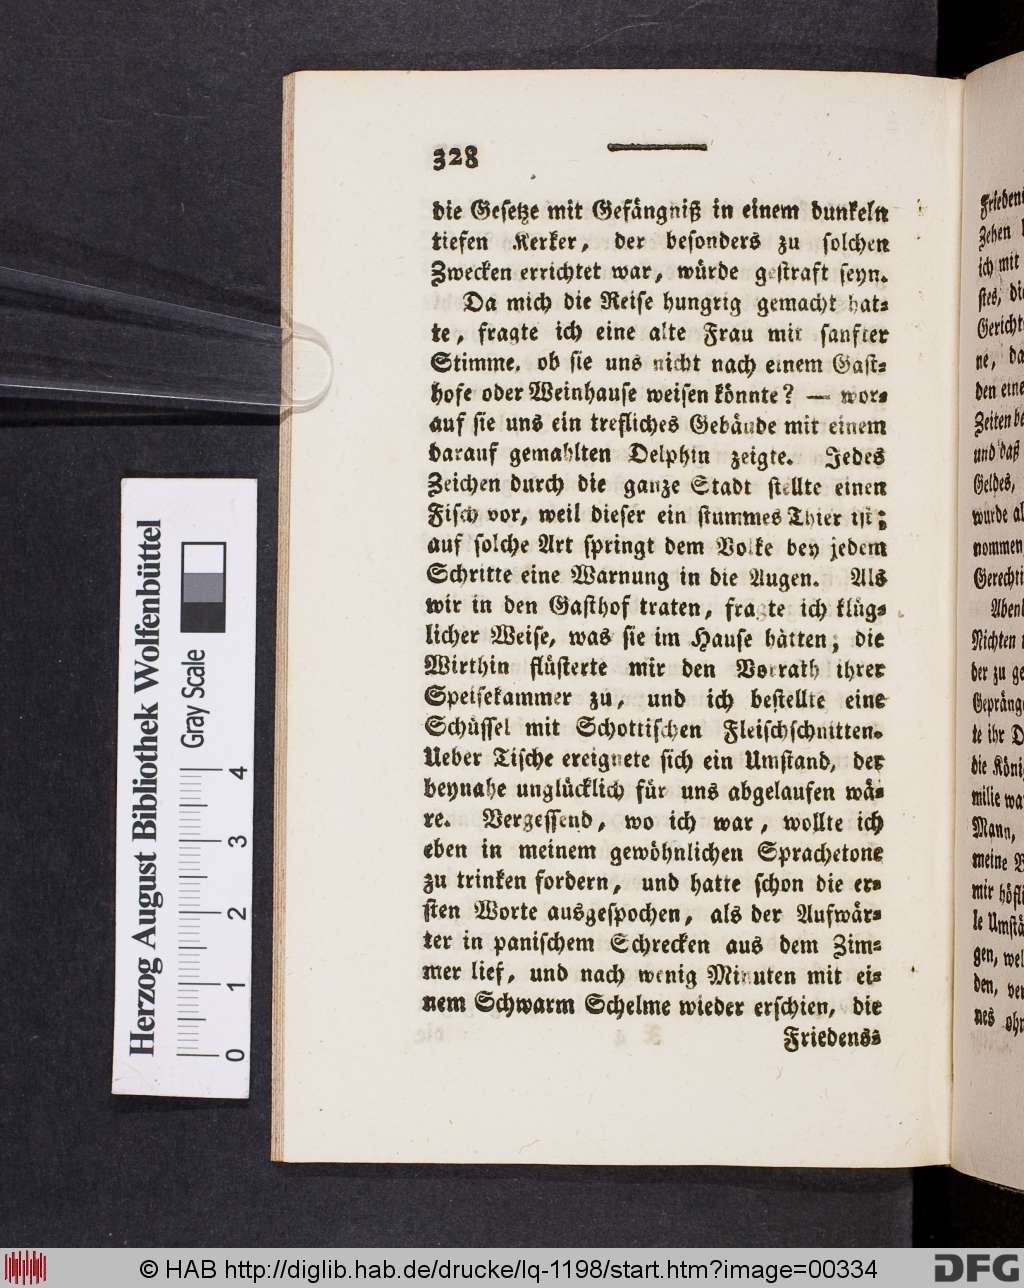 328
die Geſetze mit Gefängniß in einem dunkeln
tiefen Kerker, der beſonders zu ſolchen
Zwecken errichtet war, würde geſtraft ſeyn.
Da mich die Reiſe hungrig gemacht hat⸗
te, fragte ich eine alte Frau mit ſanfter
Stimme, ob ſie uns nicht nach einem Gaſt⸗
hofe oder Weinhauſe weiſen könnte? — wor⸗
auf ſie uns ein trefliches Gebäude mit einem
darauf gemahlten Delphin zeigte. Jedes
Zeichen durch die ganze Stadt ſtellte einen
Fiſch vor, weil dieſer ein ſtummes Thier iſt;
auf ſolche Art ſpringt dem Volke bey jedem
Schritte eine Warnung in die Augen. Als
wir in den Gaſthof traten, fragte ich klüg⸗
licher Weiſe, was ſie im Hauſe hätten; die
Wirthin flüſterte mir den Vorrath ihrer
Speiſekammer zu, und ich beſtellte eine
Schüſſel mit Schottiſchen Fleiſchſchnitten.
Ueber Tiſche ereignete ſich ein Umſtand, der
beynahe unglücklich für uns abgelaufen wä⸗
re. Vergeſſend, wo ich war, wollte ich
eben in meinem gewöhnlichen Sprachetone
zu trinken fordern, und hatte ſchon die er⸗
ſten Worte ausgeſpochen, als der Aufwär⸗
ter in paniſchem Schrecken aus dem Zim⸗
mer lief, und nach wenig Minuten mit ei⸗
nem Schwarm Schelme wieder erſchien, die
Friedens⸗
Herzog August Bibliothek Wolfenbüttel
Gray Scale
0 1 2 3 4
© HAB http://diglib.hab.de/drucke/lq-1198/start.htm?image=00334
DFG